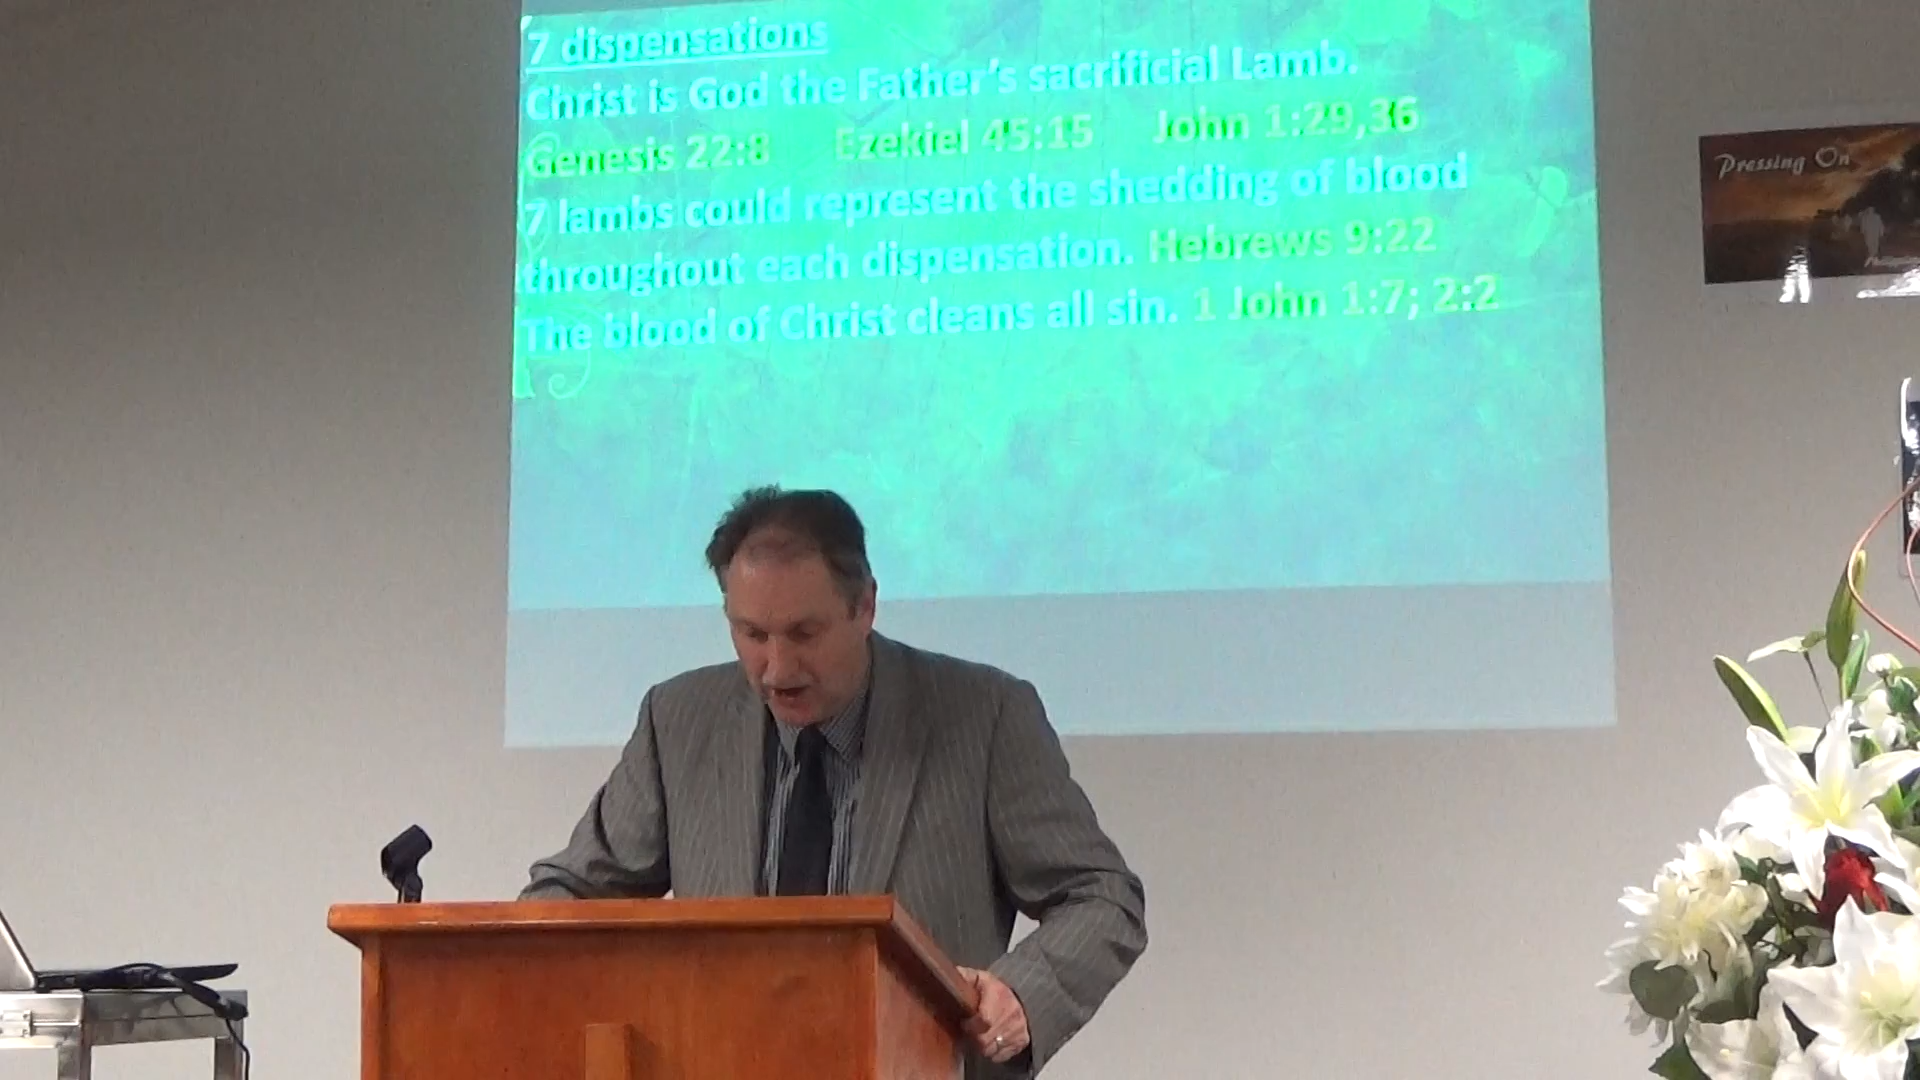 7 dispensations
Christ is God the Father's sacrificial Lamb.
Genesis 22:8 Ezekiel 45:15 John 1:29,36
7 lambs could represent the shedding of blood
throughout each dispensation. Hebrews 9:22
The blood of Christ cleans all sin. 1 John 1:7; 2:2
Pressing On